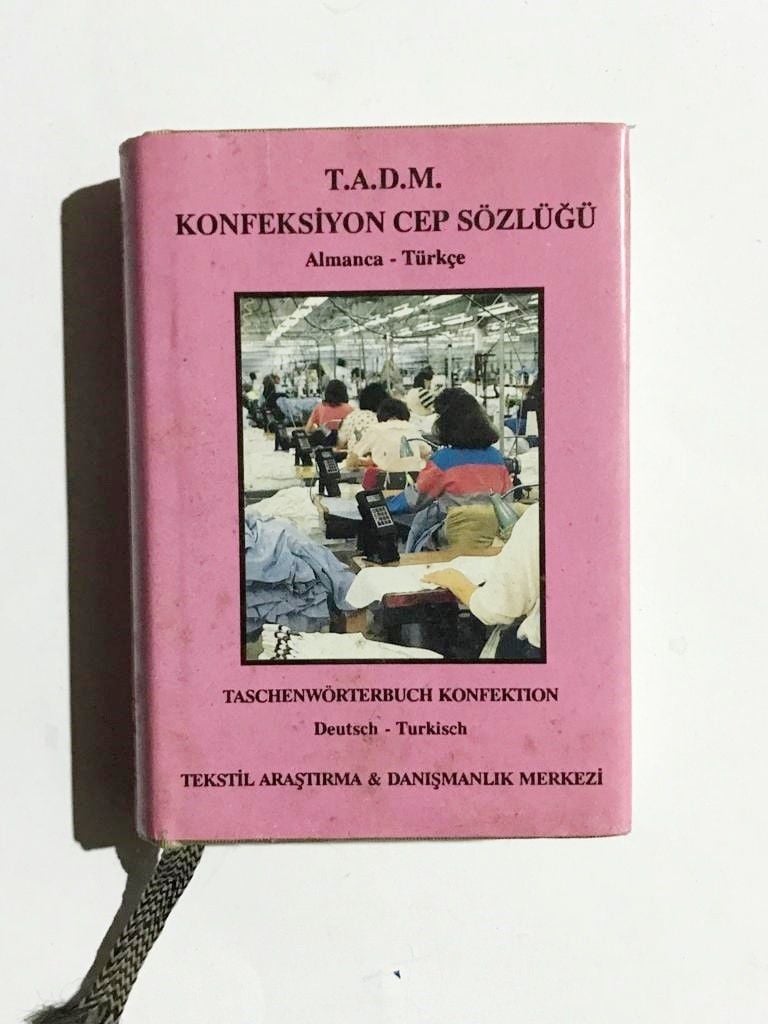 T.A.D.M.
KONFEKSİYON CEP SÖZLÜĞÜ
Almanca - Türkçe
TASCHENWÖRTERBUCH KONFEKTION
Deutsch - Turkisch
TEKSTİL ARAŞTIRMA & DANIŞMANLIK MERKEZİ